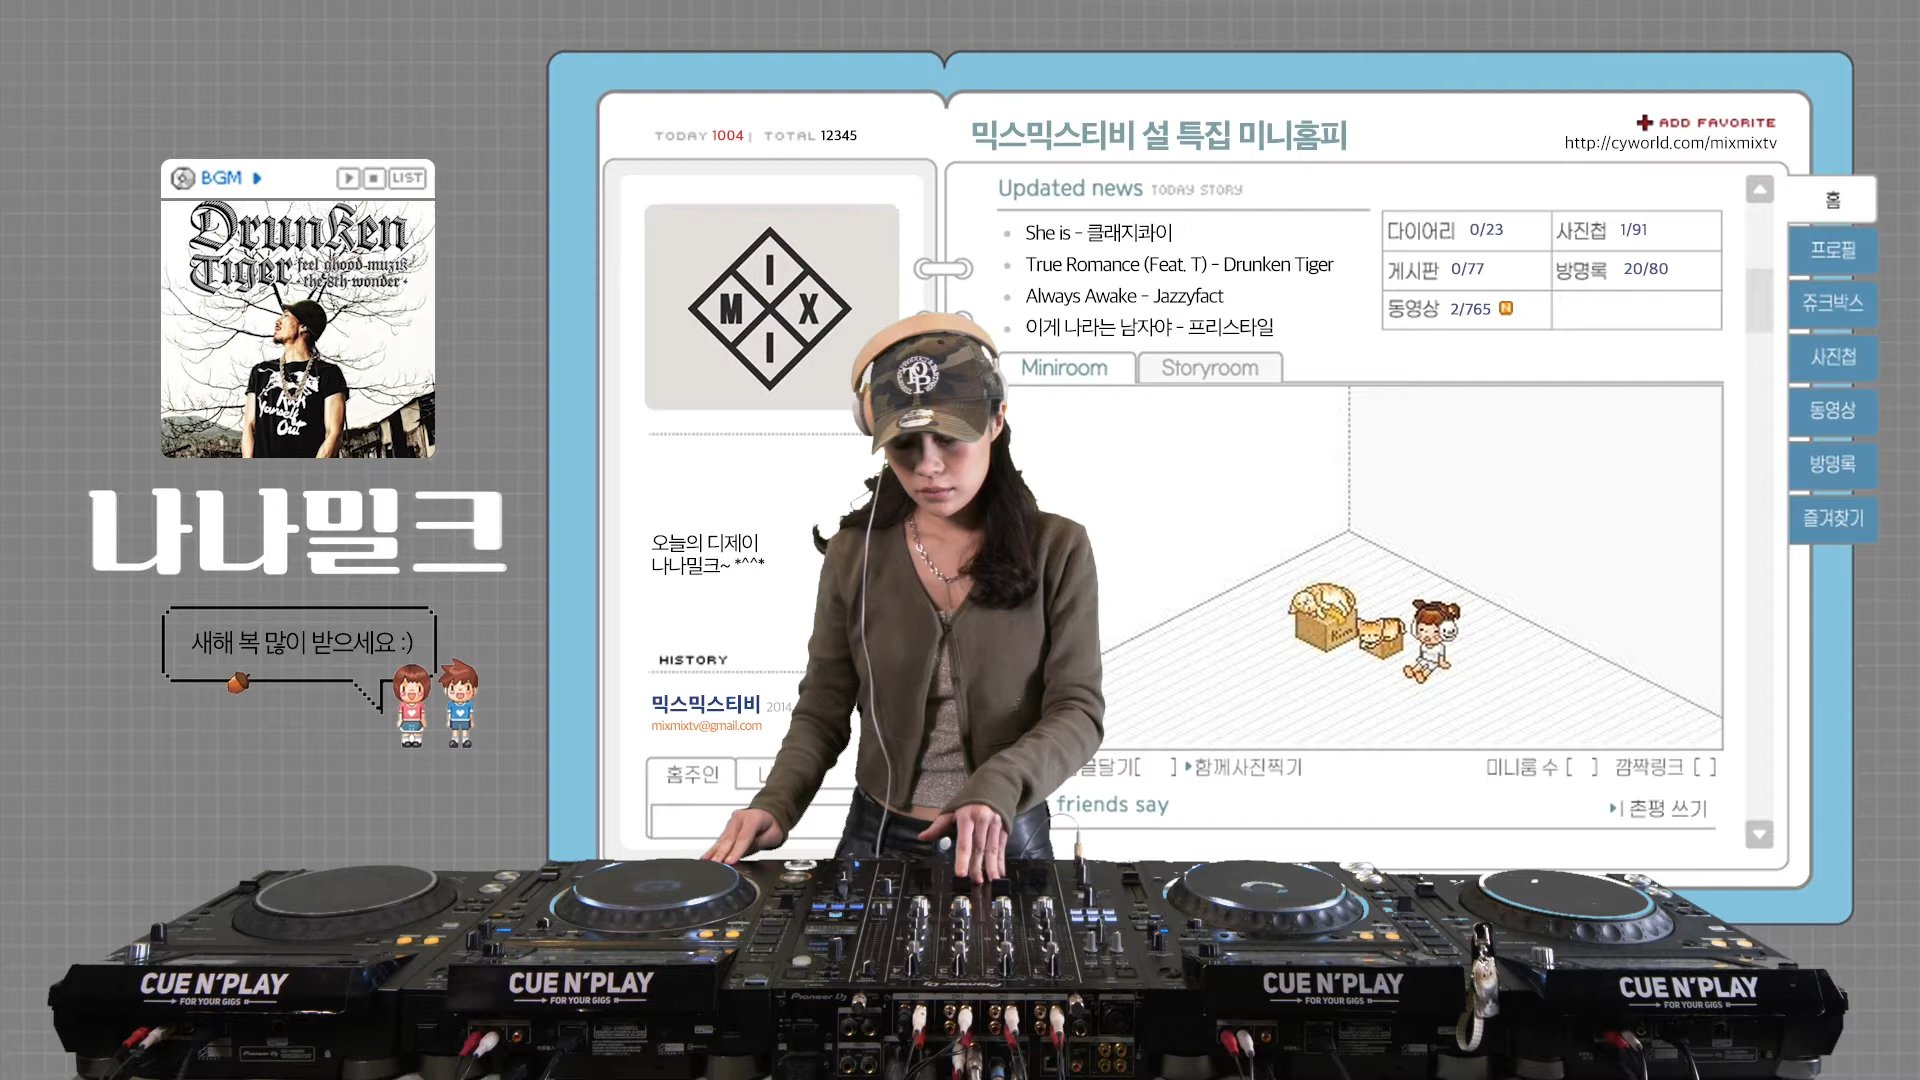 BGM
LIST
Drunken
Tiger feel ghood muzik
the 8th wonder
Fuck
Yourself
Out
나나밀크
새해 복 많이 받으세요 :)
TODAY 1004 | TOTAL 12345
믹스믹스티비 설 특집 미니홈피
ADD FAVORITE
http://cyworld.com/mixmixtv
I
M X
I
오늘의 디제이
나나밀크~ *^^*
HISTORY
믹스믹스티비 2014
mixmixtv@gmail.com
홈주인
Updated news TODAY STORY
She is - 클래지콰이
True Romance (Feat. T) - Drunken Tiger
Always Awake - Jazzyfact
이게 나라는 남자야 - 프리스타일
다이어리 0/23 사진첩 1/91
게시판 0/77 방명록 20/80
동영상 2/765 N
Miniroom Storyroom
글달기[ ] 함께사진찍기 미니룸 수 [ ] 깜짝링크 [ ]
friends say
촌평 쓰기
홈
프로필
쥬크박스
사진첩
동영상
방명록
즐겨찾기
CUE N'PLAY
FOR YOUR GIGS
CUE N'PLAY
FOR YOUR GIGS
CUE N'PLAY
FOR YOUR GIGS
CUE N'PLAY
FOR YOUR GIGS
Pioneer Dj
Pioneer Dj